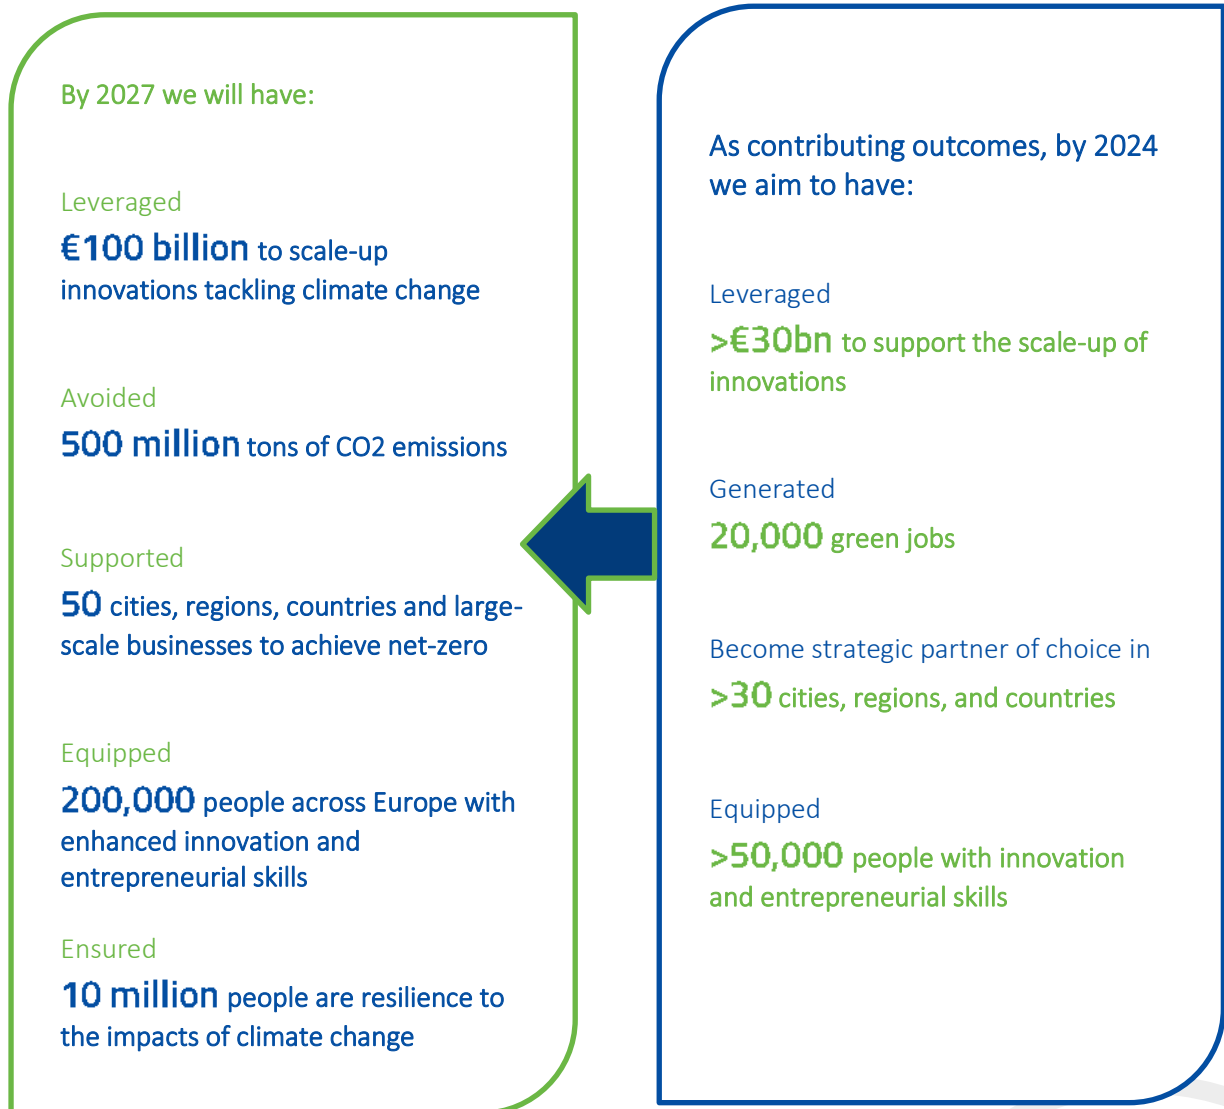 By 2027 we will have:
Leveraged
€100 billion to scale-up
innovations tackling climate change
Avoided
500 million tons of CO2 emissions
Supported
50 cities, regions, countries and large-
scale businesses to achieve net-zero
Equipped
200,000 people across Europe with
enhanced innovation and
entrepreneurial skills
Ensured
10 million people are resilience to
the impacts of climate change
As contributing outcomes, by 2024
we aim to have:
Leveraged
>€30bn to support the scale-up of
innovations
Generated
20,000 green jobs
Become strategic partner of choice in
>30 cities, regions, and countries
Equipped
>50,000 people with innovation
and entrepreneurial skills